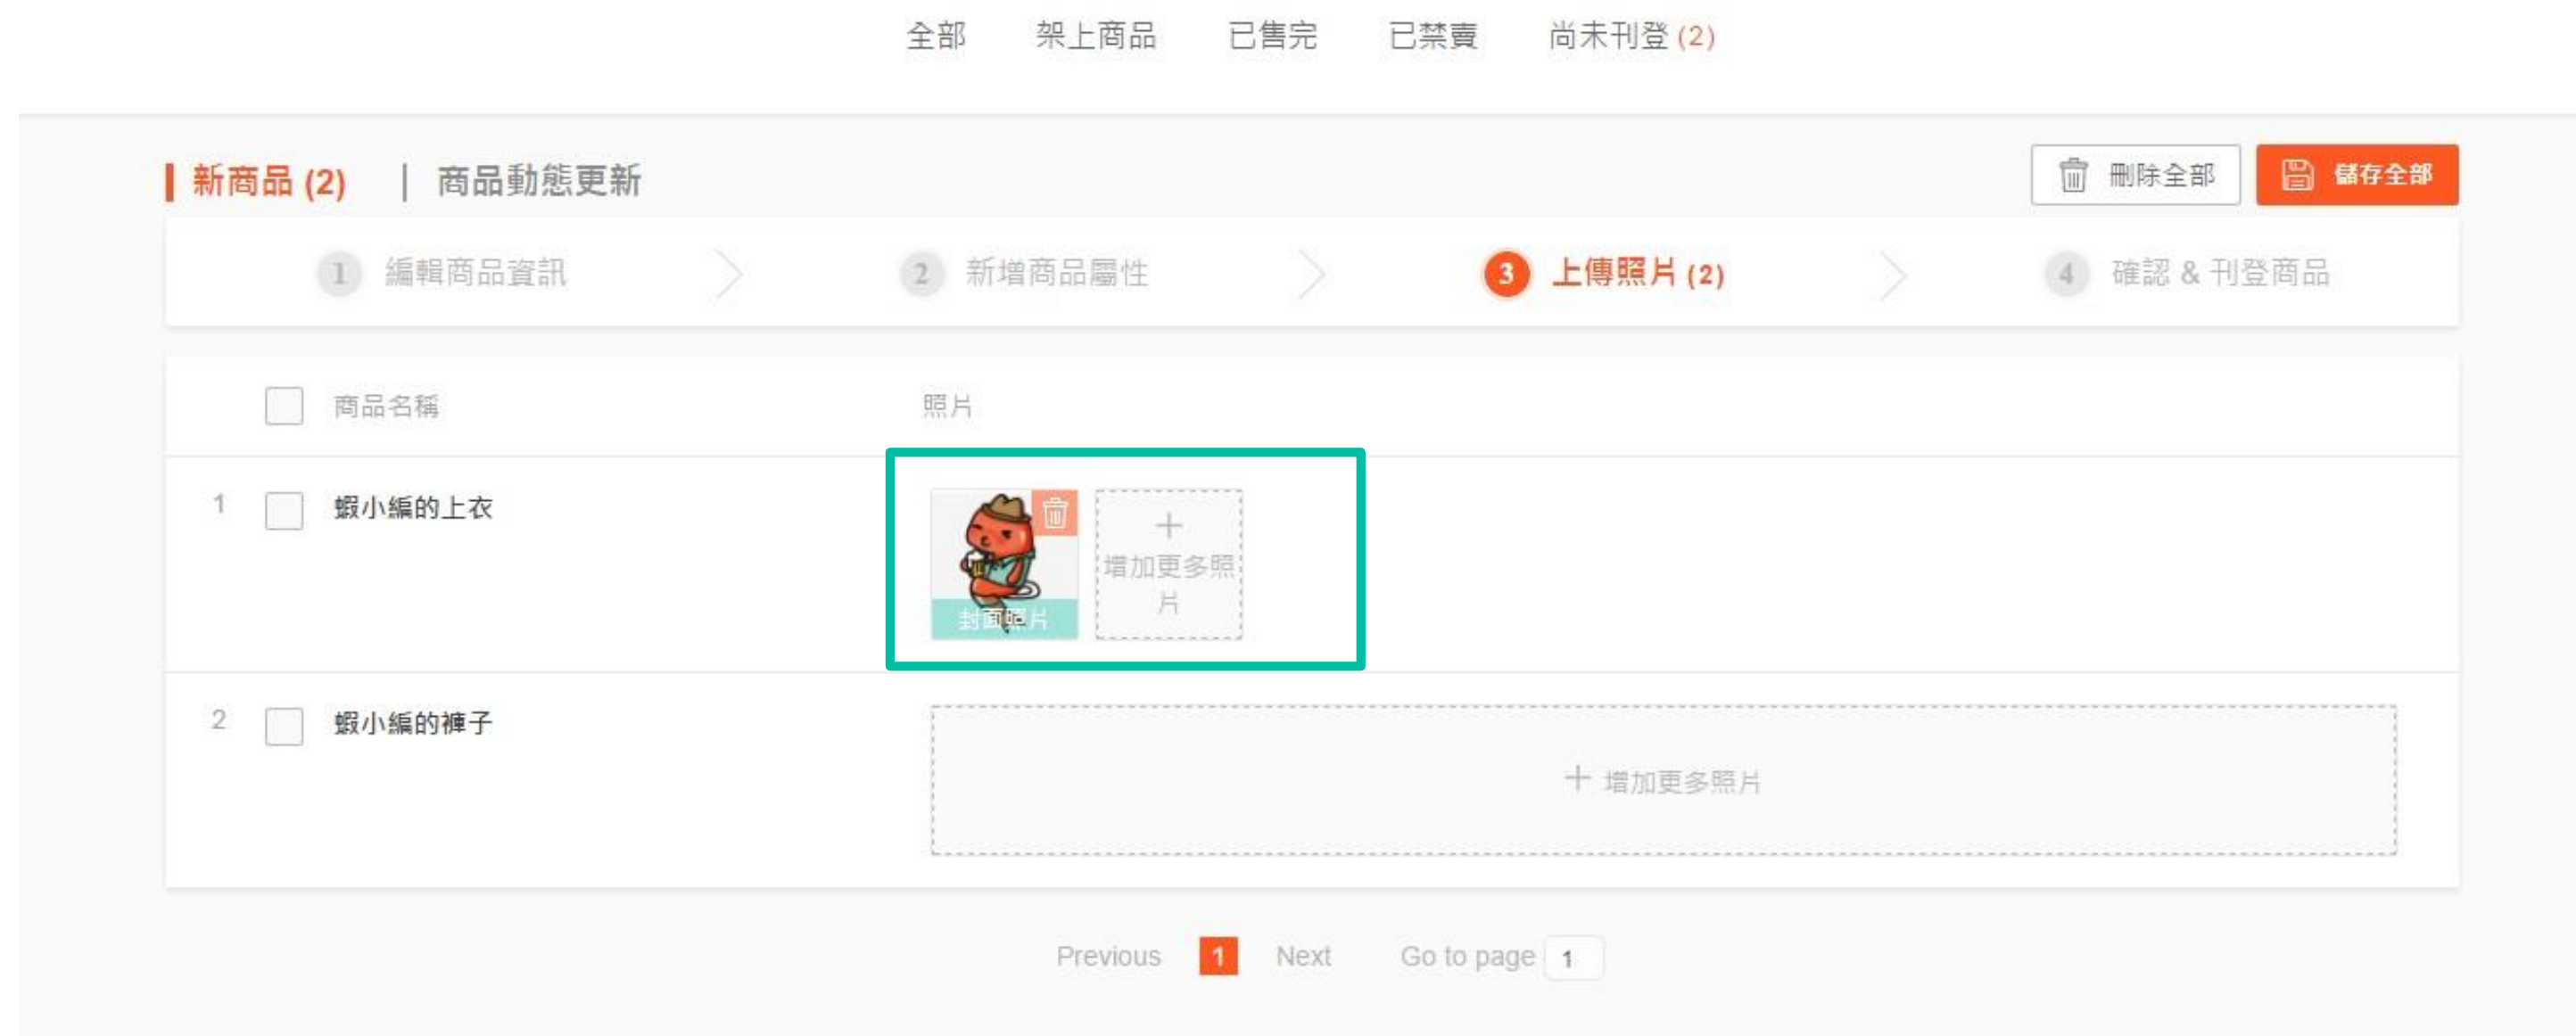 全部 架上商品 已售完 已禁賣 尚未刊登 (2)
新商品 (2) | 商品動態更新 刪除全部 儲存全部
1 編輯商品資訊 2 新增商品屬性 3 上傳照片 (2) 4 確認 & 刊登商品
商品名稱 照片
1 蝦小編的上衣
+
增加更多照
片
封面照片
2 蝦小編的褲子
+ 增加更多照片
Previous 1 Next Go to page 1